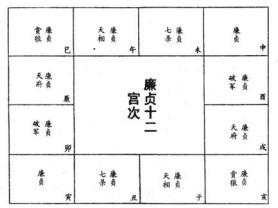 廉贞
贪狼
巳
廉贞
天相
午
廉贞
七杀
未
廉贞
申
廉贞
天府
辰
廉贞十二
宫次
廉贞
破军
酉
廉贞
破军
卯
廉贞
天府
戌
廉贞
寅
廉贞
七杀
丑
廉贞
天相
子
廉贞
贪狼
亥